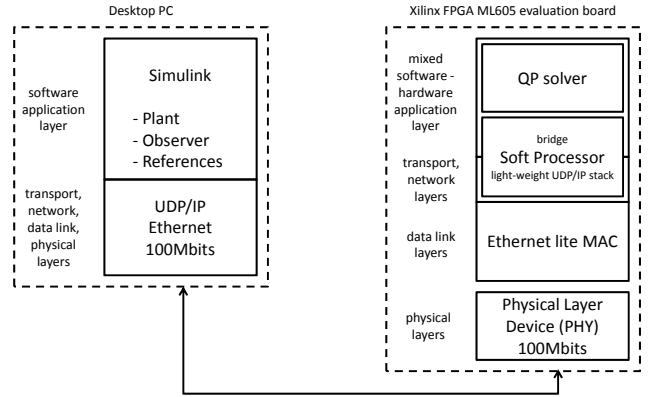 Desktop PC
software
application
layer
Simulink
- Plant
- Observer
- References
transport,
network,
data link,
physical
layers
UDP/IP
Ethernet
100Mbits
Xilinx FPGA ML605 evaluation board
mixed
software -
hardware
application
layer
QP solver
bridge
Soft Processor
light-weight UDP/IP stack
transport,
network
layers
data link
layers
Ethernet lite MAC
physical
layers
Physical Layer
Device (PHY)
100Mbits